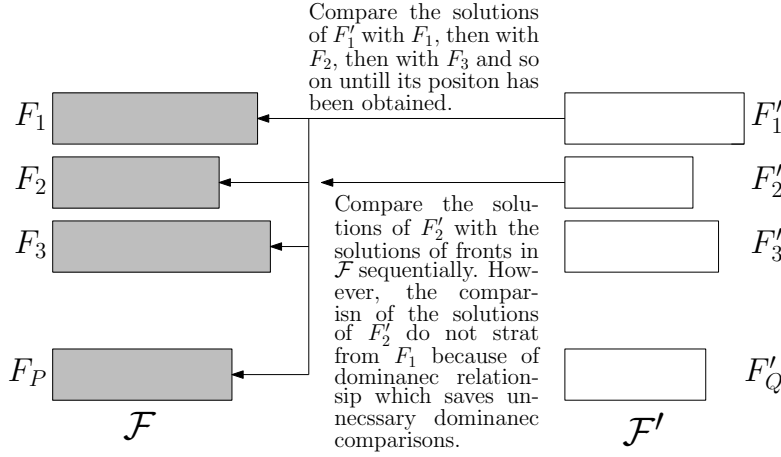 Compare the solutions
of F′1 with F1, then with
F2, then with F3 and so
on untill its positon has
been obtained.
F1
F′1
F2
F′2
Compare the solu-
tions of F′2 with the
solutions of fronts in
F sequentially. How-
ever, the compar-
isn of the solutions
of F′2 do not strat
from F1 because of
dominanec relation-
sip which saves un-
necssary dominanec
comparisons.
F3
F′3
FP
F′Q
F
F′